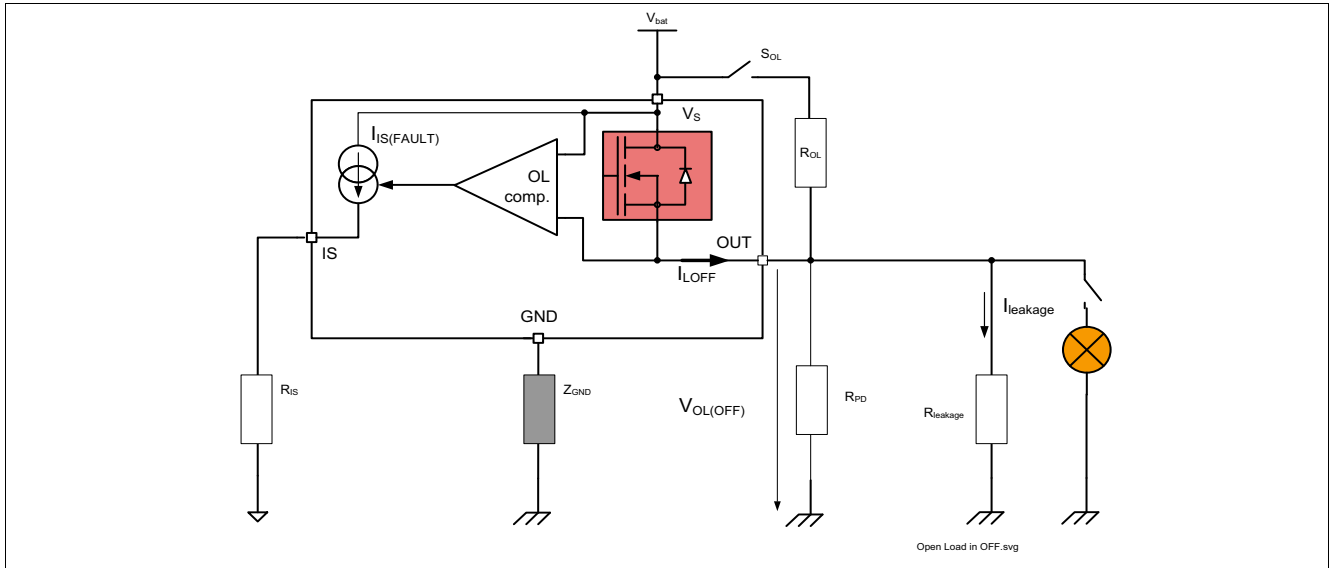 Vbat
SOL
VS
IIS(FAULT)
ROL
OL
comp.
OUT
IS
ILOFF
Ileakage
GND
RIS
ZGND
VOL(OFF)
RPD
Rleakage
Open Load in OFF.svg